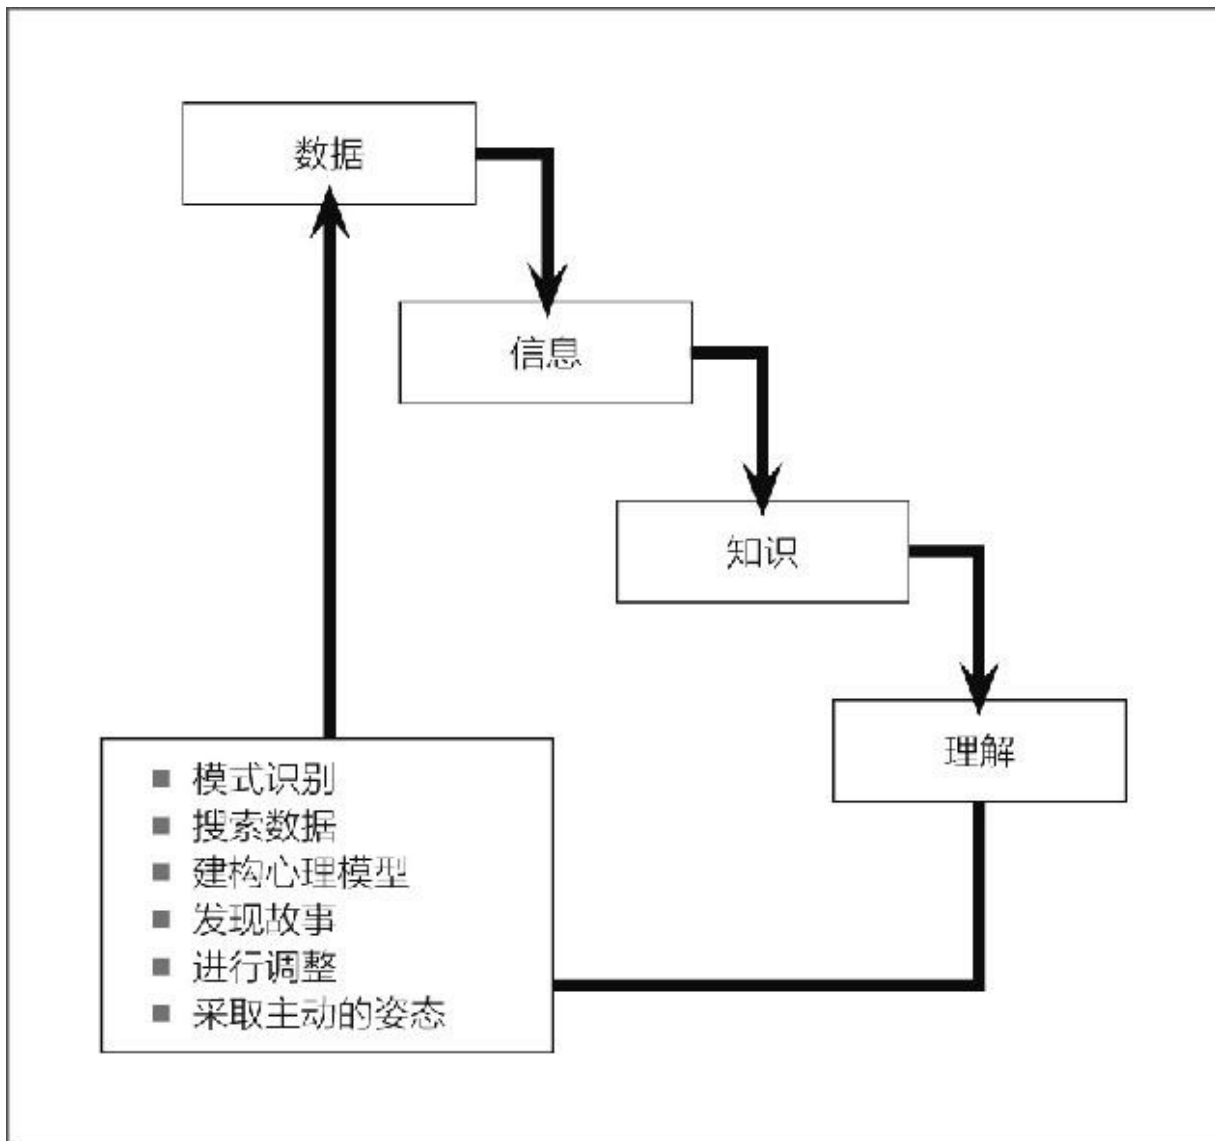 数据
信息
知识
理解
■ 模式识别
■ 搜索数据
■ 建构心理模型
■ 发现故事
■ 进行调整
■ 采取主动的姿态